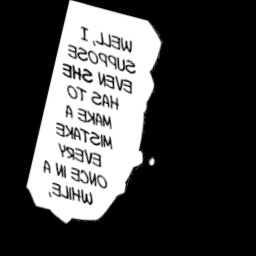 WELL, I
SUPPOSE
EVEN SHE
HAS TO
MAKE A
MISTAKE
EVERY
ONCE IN A
WHILE,